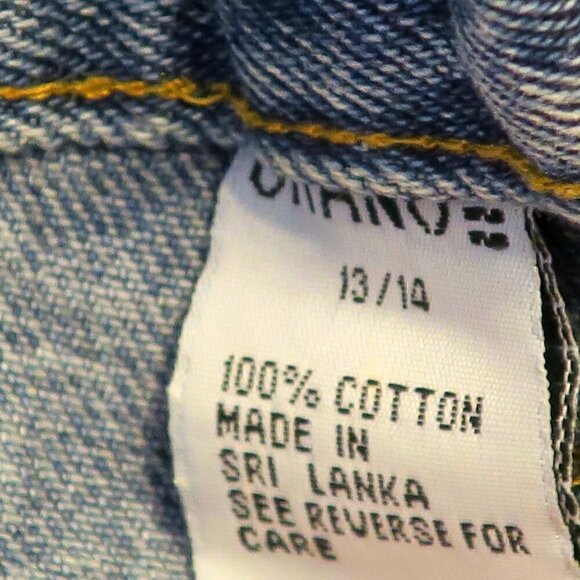 13/14
100% COTTON
MADE IN
SRI LANKA
SEE REVERSE FOR
CARE